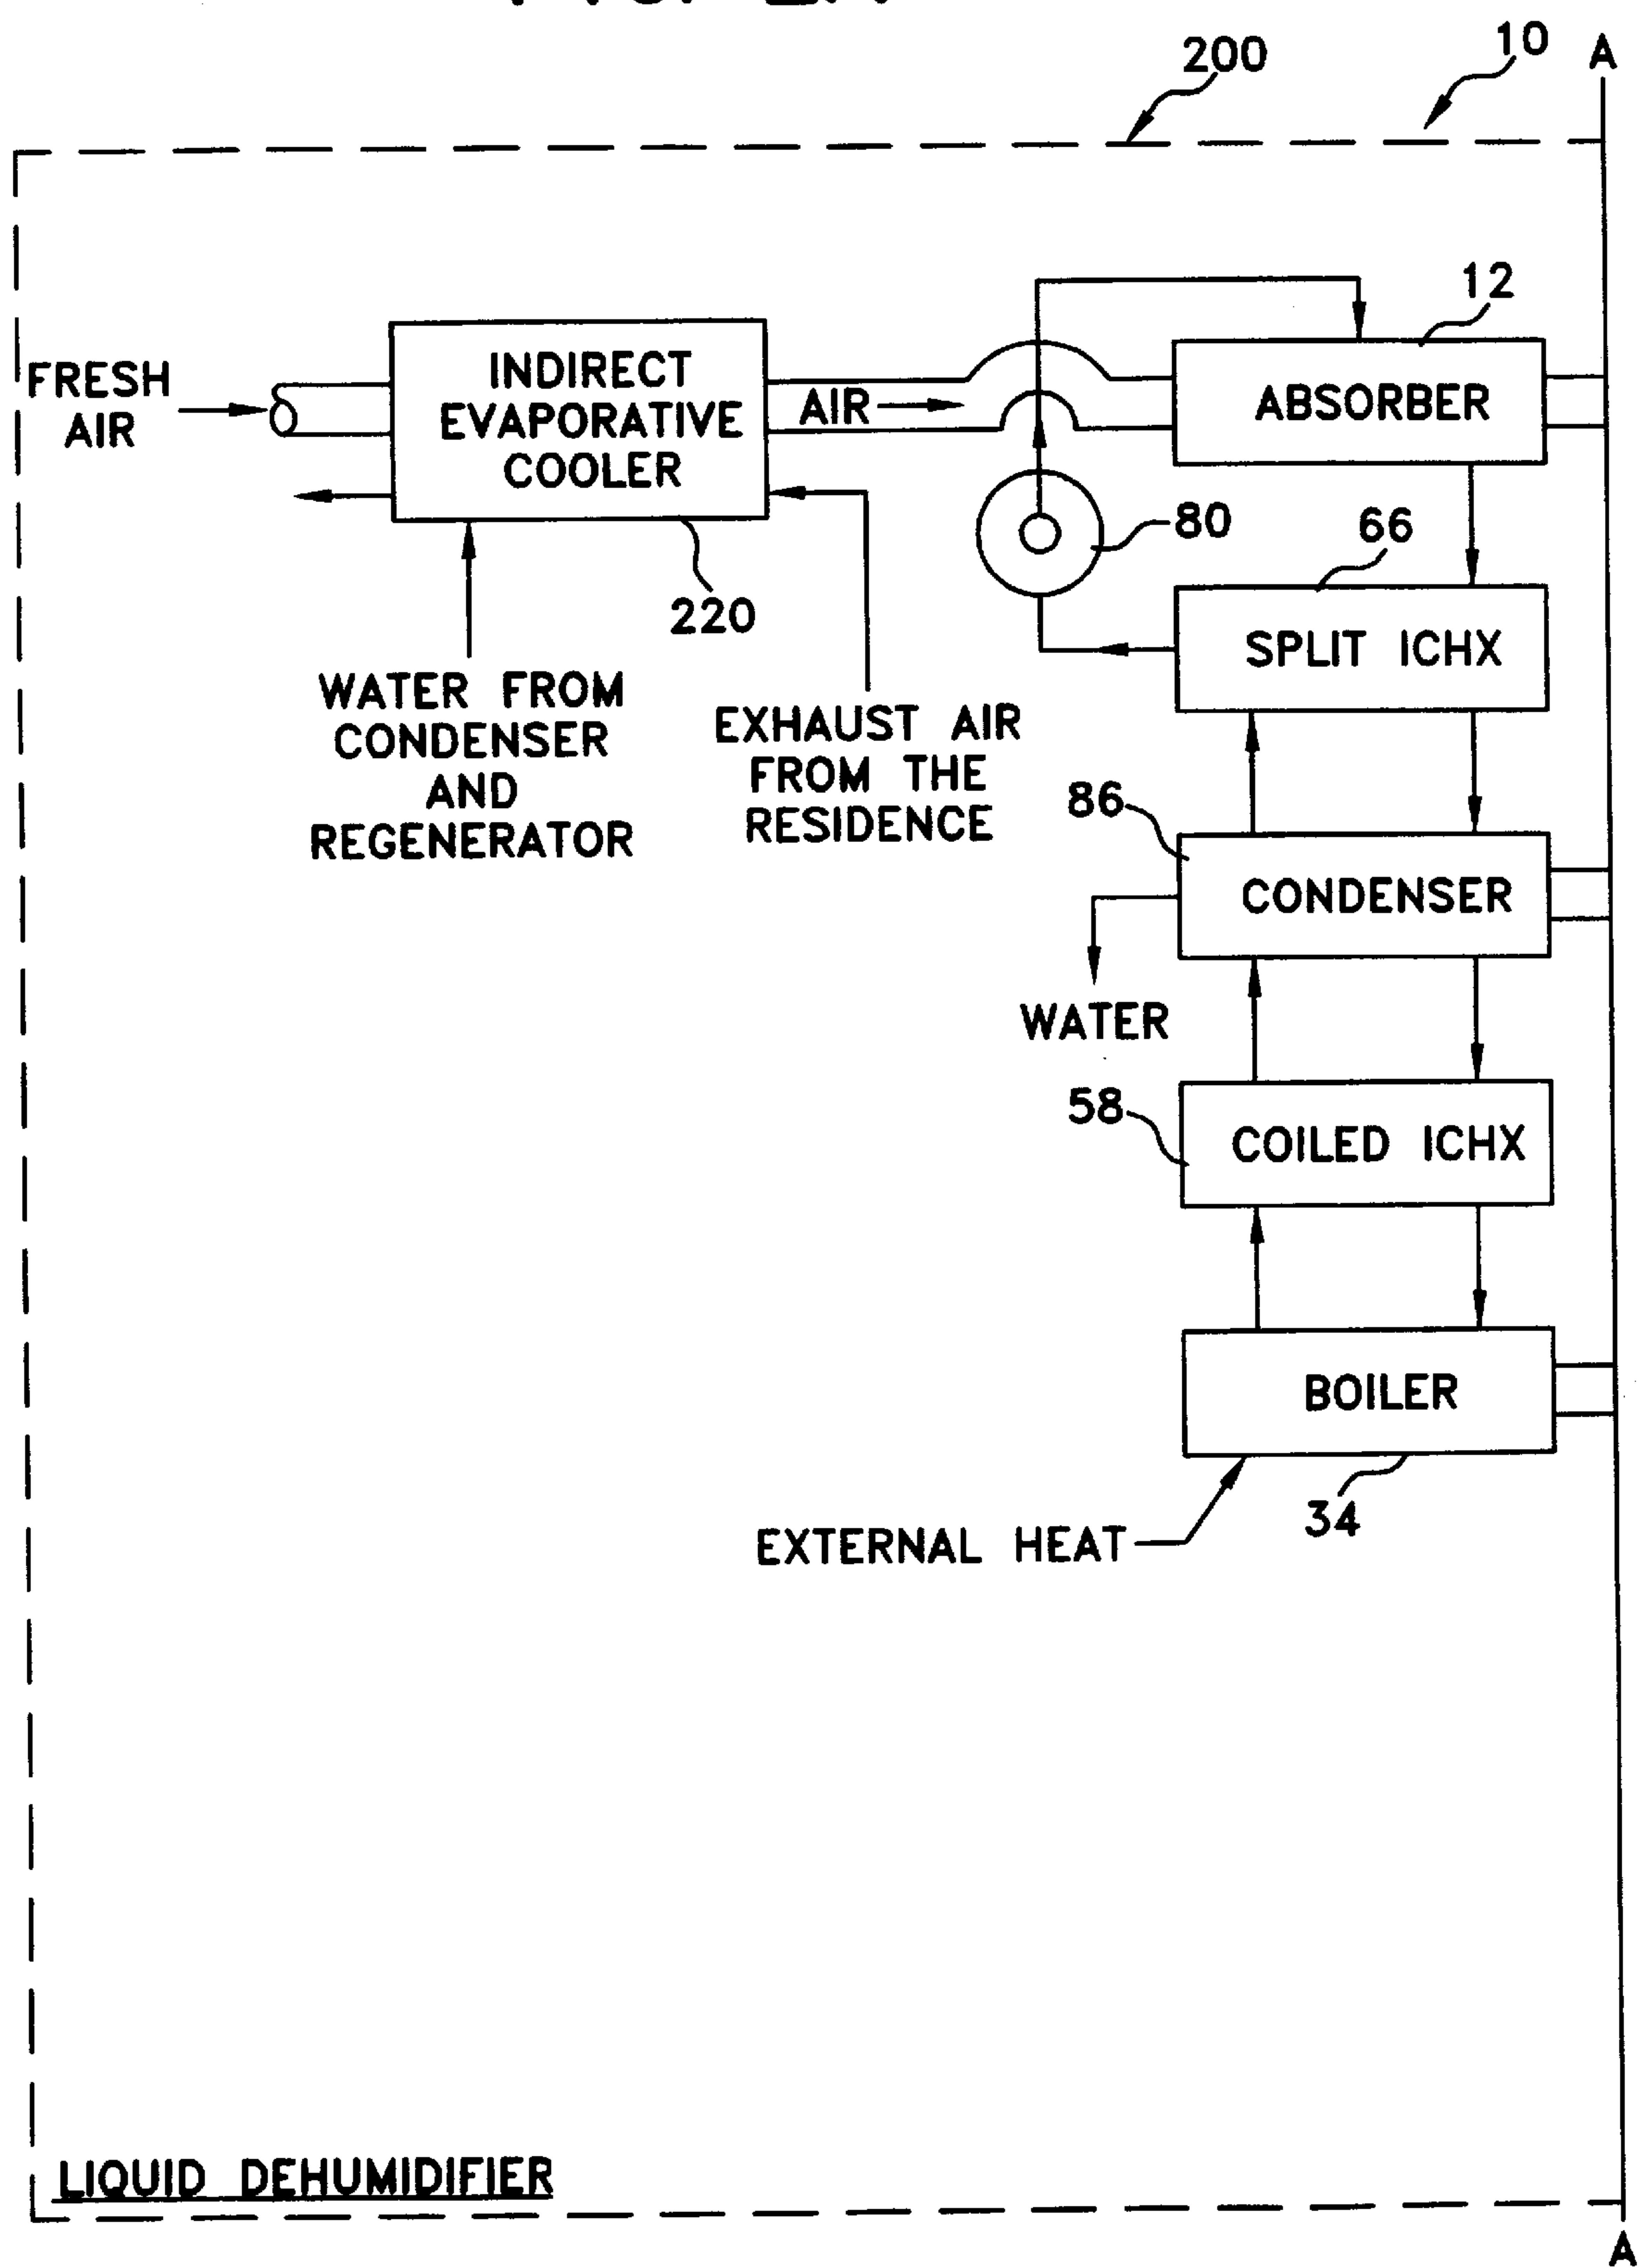 200
10
A
12
FRESH
AIR
INDIRECT
EVAPORATIVE
COOLER
AIR
ABSORBER
80
66
220
SPLIT ICHX
WATER FROM
CONDENSER
AND
REGENERATOR
EXHAUST AIR
FROM THE
RESIDENCE
86
CONDENSER
WATER
58
COILED ICHX
BOILER
34
EXTERNAL HEAT
LIQUID DEHUMIDIFIER
A